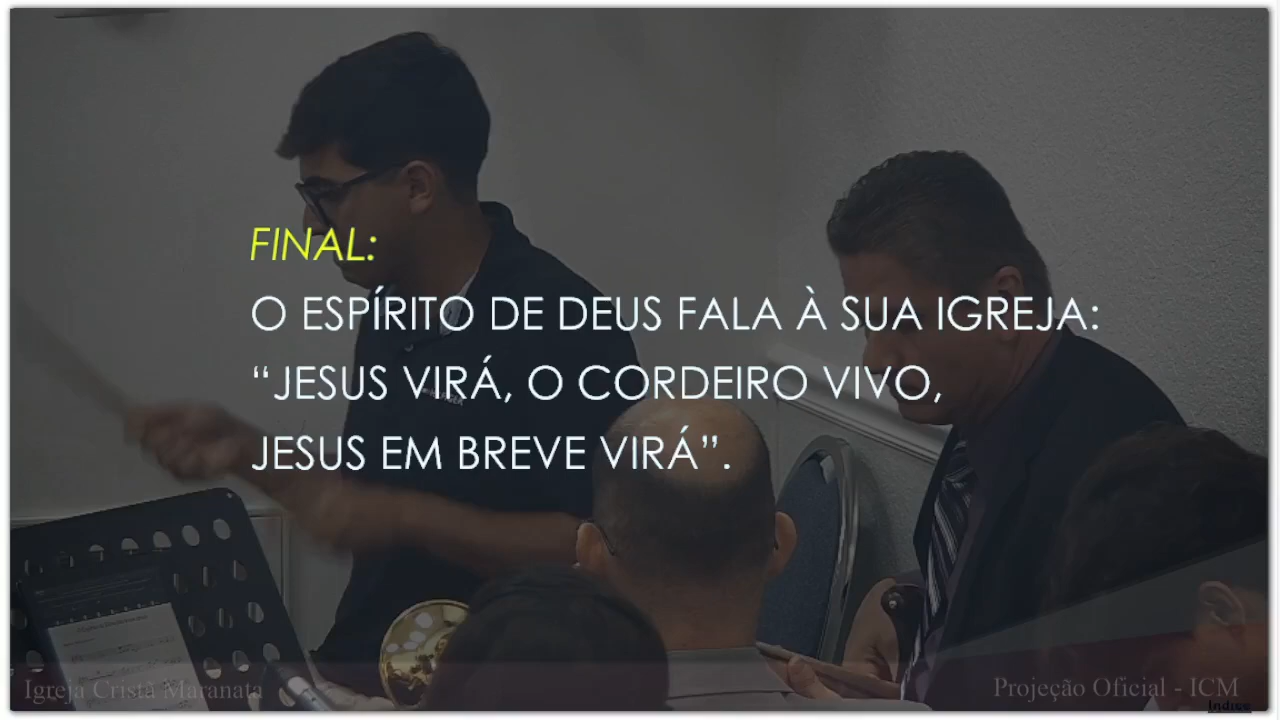 FINAL:
O ESPÍRITO DE DEUS FALA À SUA IGREJA:
“JESUS VIRÁ, O CORDEIRO VIVO,
JESUS EM BREVE VIRÁ”.
Igreja Cristã Maranata
Projeção Oficial - ICM
Índice